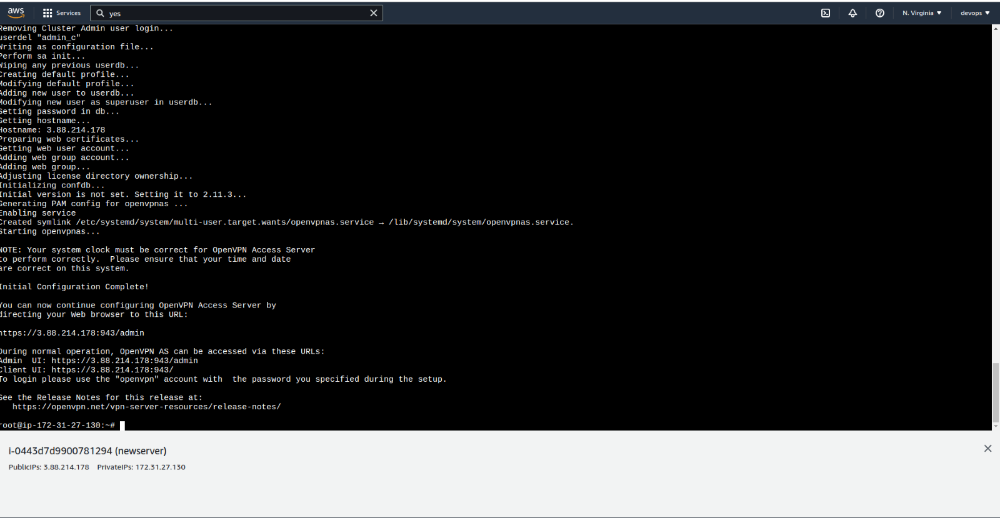 aws
Services
yes
N. Virginia
devops
Removing Cluster Admin user login...
userdel "admin_c"
Writing as configuration file...
Perform sa init...
Wiping any previous userdb...
Creating default profile...
Modifying default profile...
Adding new user to userdb...
Modifying new user as superuser in userdb...
Setting password in db...
Getting hostname...
Hostname: 3.88.214.178
Preparing web certificates...
Getting web user account...
Adding web group account...
Adding web group...
Adjusting license directory ownership...
Initializing confdb...
Initial version is not set. Setting it to 2.11.3...
Generating PAM config for openvpnas ...
Enabling service
Created symlink /etc/systemd/system/multi-user.target.wants/openvpnas.service → /lib/systemd/system/openvpnas.service.
Starting openvpnas...
NOTE: Your system clock must be correct for OpenVPN Access Server
to perform correctly.  Please ensure that your time and date
are correct on this system.
Initial Configuration Complete!
You can now continue configuring OpenVPN Access Server by
directing your Web browser to this URL:
https://3.88.214.178:943/admin
During normal operation, OpenVPN AS can be accessed via these URLs:
Admin  UI: https://3.88.214.178:943/admin
Client UI: https://3.88.214.178:943/
To login please use the "openvpn" account with  the password you specified during the setup.
See the Release Notes for this release at:
https://openvpn.net/vpn-server-resources/release-notes/
root@ip-172-31-27-130:~#
i-0443d7d9900781294 (newserver)
PublicIPs: 3.88.214.178    PrivateIPs: 172.31.27.130